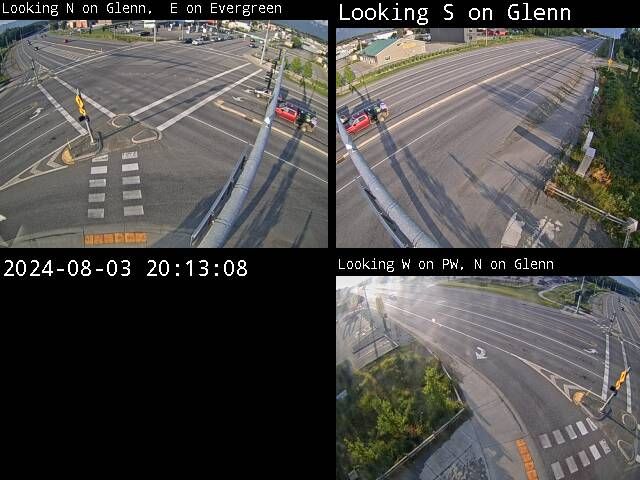 Looking N on Glenn,  E on Evergreen
Looking S on Glenn
2024-08-03 20:13:08
Looking W on PW, N on Glenn